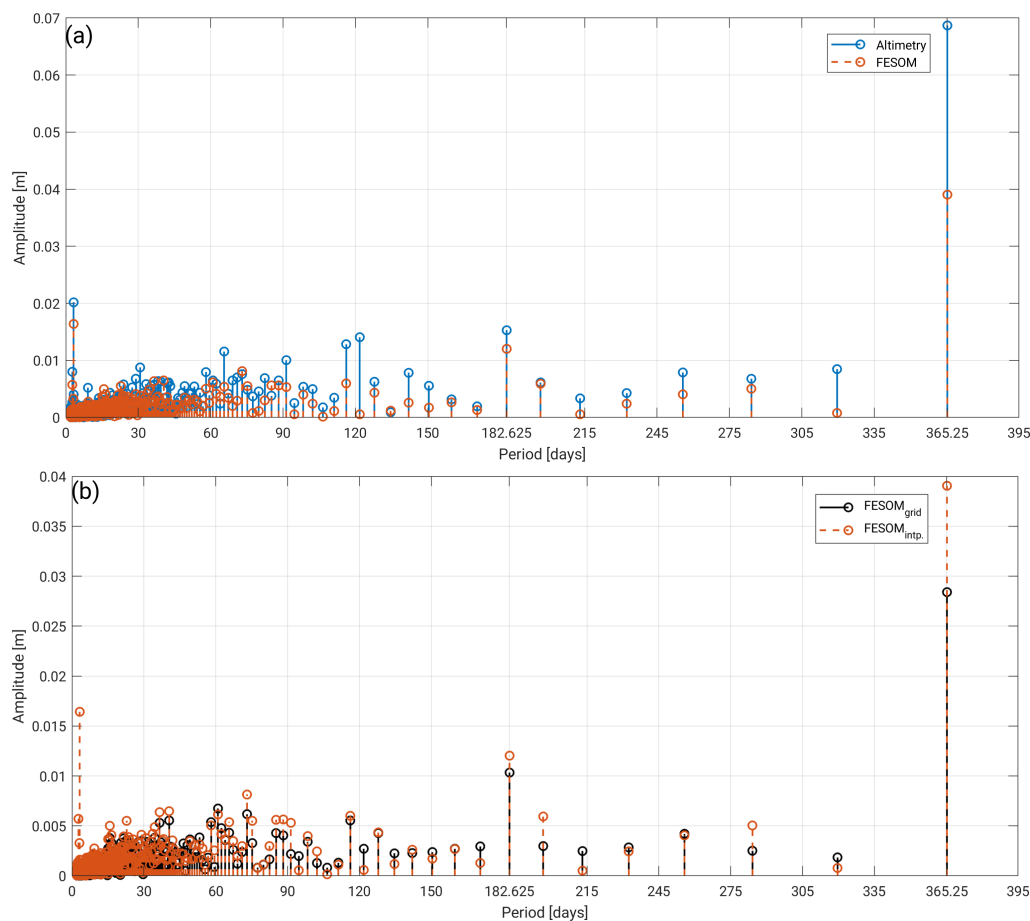 (a)
0.07
0.06
0.05
0.04
0.03
0.02
0.01
0
Amplitude [m]
Altimetry
FESOM
0 30 60 90 120 150 182.625 215 245 275 305 335 365.25 395
Period [days]
(b)
0.04
0.035
0.03
0.025
0.02
0.015
0.01
0.005
0
Amplitude [m]
FESOMgrid
FESOMintp.
0 30 60 90 120 150 182.625 215 245 275 305 335 365.25 395
Period [days]